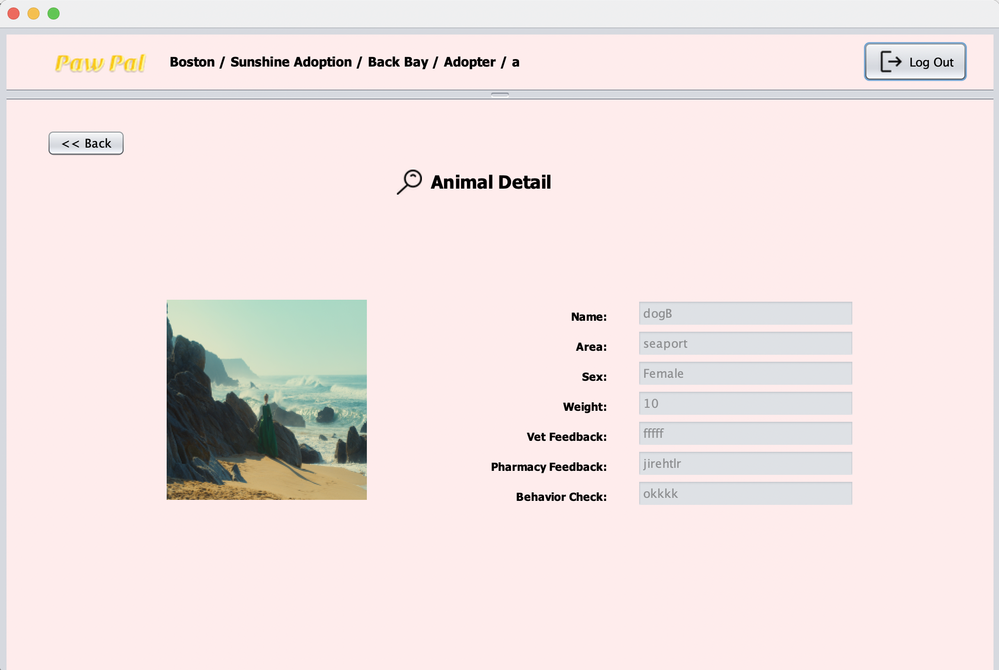 Paw Pal
Boston / Sunshine Adoption / Back Bay / Adopter / a
Log Out
<< Back
Animal Detail
Name: dogB
Area: seaport
Sex: Female
Weight: 10
Vet Feedback: fffff
Pharmacy Feedback: jirehtlr
Behavior Check: okkkk